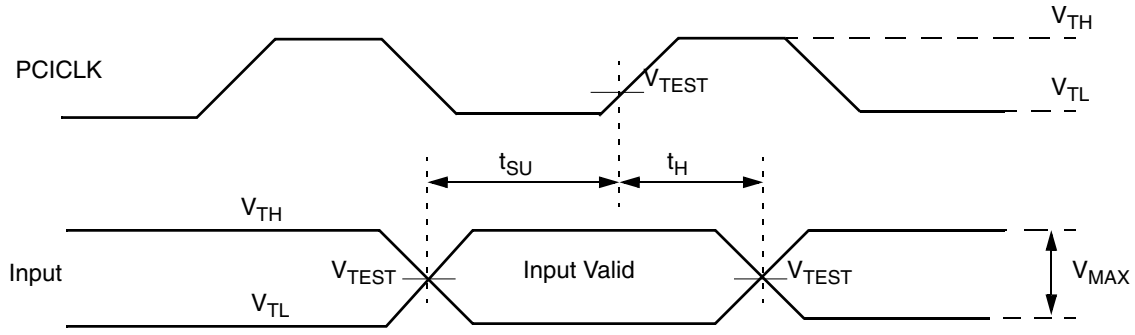 V_TH
PCICLK
V_TEST
V_TL
t_SU
t_H
V_TH
Input
V_TEST
Input Valid
V_TEST
V_MAX
V_TL